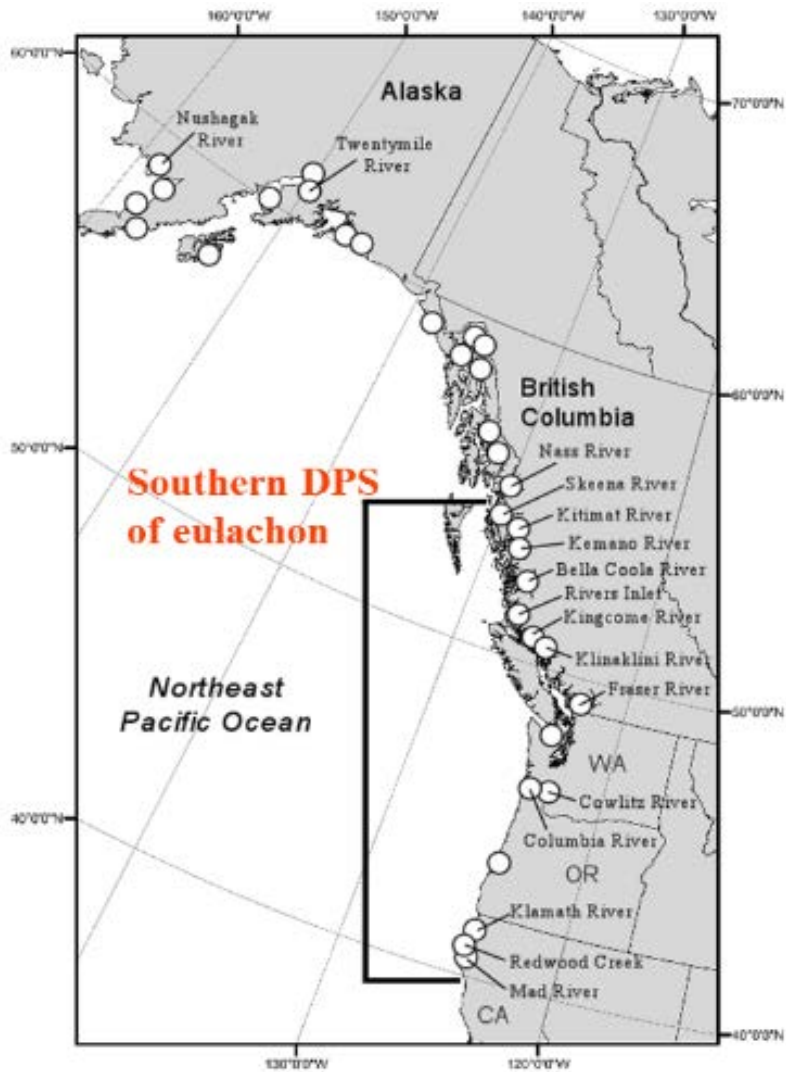 160°0'0"W
150°0'0"W
140°0'0"W
130°0'0"W
60°0'0"N
70°0'0"N
Alaska
Nushagak
River
Twentymile
River
British
Columbia
60°0'0"N
50°0'0"N
Nass River
Southern DPS
of eulachon
Skeena River
Kitimat River
Kemano River
Bella Coola River
Rivers Inlet
Kingcome River
Klinaklini River
Fraser River
Northeast
Pacific Ocean
50°0'0"N
WA
Cowlitz River
40°0'0"N
Columbia River
OR
Klamath River
Redwood Creek
Mad River
CA
40°0'0"N
130°0'0"W
120°0'0"W